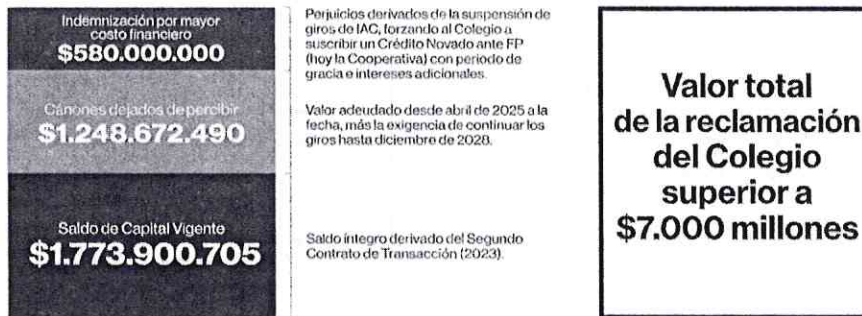 Indemnización por mayor
costo financiero
$580.000.000
Perjuicios derivados de la suspensión de
giros de IAC, forzando al Colegio a
suscribir un Crédito Novado ante FP
(hoy la Cooperativa) con periodo de
gracia e intereses adicionales.
Cánones dejados de percibir
$1.248.672.490
Valor adeudado desde abril de 2025 a la
fecha, más la exigencia de continuar los
giros hasta diciembre de 2028.
Saldo de Capital Vigente
$1.773.900.705
Saldo íntegro derivado del Segundo
Contrato de Transacción (2023).
Valor total
de la reclamación
del Colegio
superior a
$7.000 millones